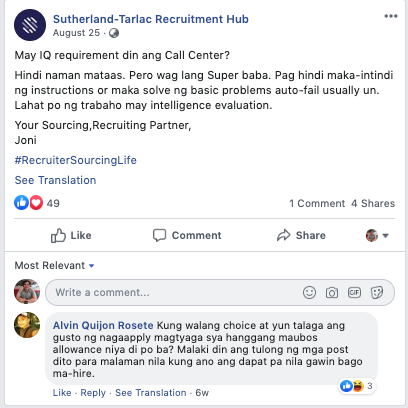 Sutherland-Tarlac Recruitment Hub
August 25 ·
May IQ requirement din ang Call Center?
Hindi naman mataas. Pero wag lang Super baba. Pag hindi maka-intindi
ng instructions or maka solve ng basic problems auto-fail usually un.
Lahat po ng trabaho may intelligence evaluation.
Your Sourcing,Recruiting Partner,
Joni
#RecruiterSourcingLife
See Translation
49
1 Comment 4 Shares
Like Comment Share
Most Relevant
Write a comment...
GIF
Alvin Quijon Rosete Kung walang choice at yun talaga ang
gusto ng nagaapply magtyaga sya hanggang maubos
allowance niya di po ba? Malaki din ang tulong ng mga post
dito para malaman nila kung ano ang dapat pa nila gawin bago
ma-hire.
3
Like · Reply · See Translation · 6w